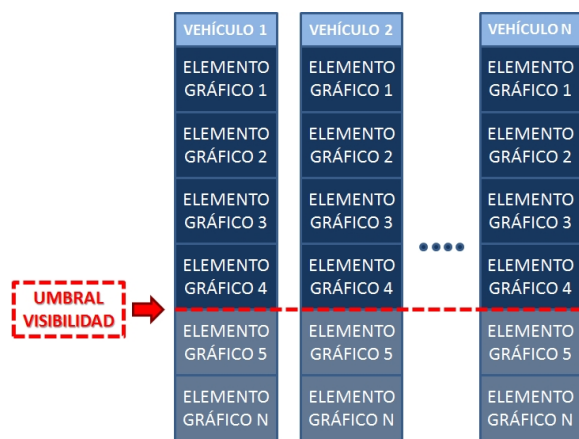 VEHÍCULO 1
ELEMENTO
GRÁFICO 1
ELEMENTO
GRÁFICO 2
ELEMENTO
GRÁFICO 3
ELEMENTO
GRÁFICO 4
ELEMENTO
GRÁFICO 5
ELEMENTO
GRÁFICO N
VEHÍCULO 2
ELEMENTO
GRÁFICO 1
ELEMENTO
GRÁFICO 2
ELEMENTO
GRÁFICO 3
ELEMENTO
GRÁFICO 4
ELEMENTO
GRÁFICO 5
ELEMENTO
GRÁFICO N
VEHÍCULO N
ELEMENTO
GRÁFICO 1
ELEMENTO
GRÁFICO 2
ELEMENTO
GRÁFICO 3
ELEMENTO
GRÁFICO 4
ELEMENTO
GRÁFICO 5
ELEMENTO
GRÁFICO N
UMBRAL
VISIBILIDAD